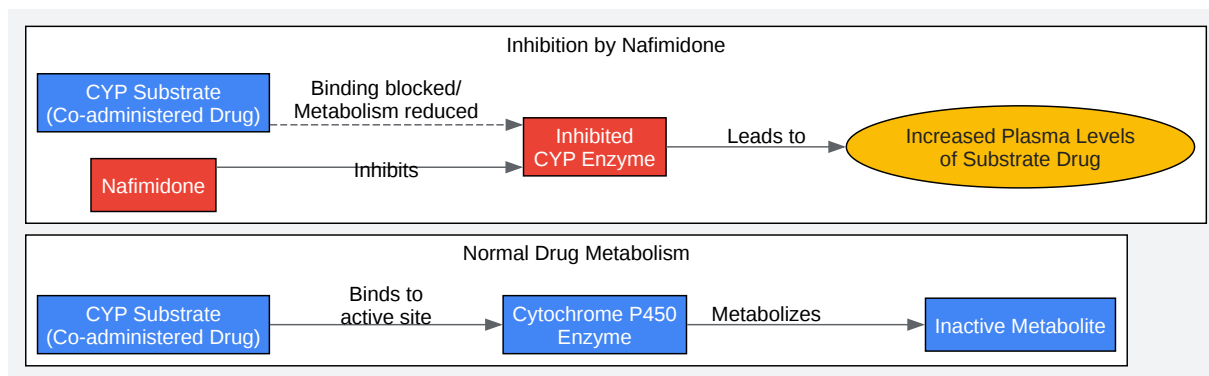 Inhibition by Nafimidone
CYP Substrate
(Co-administered Drug)
Binding blocked/
Metabolism reduced
Nafimidone
Inhibits
Inhibited
CYP Enzyme
Leads to
Increased Plasma Levels
of Substrate Drug
Normal Drug Metabolism
CYP Substrate
(Co-administered Drug)
Binds to
active site
Cytochrome P450
Enzyme
Metabolizes
Inactive Metabolite